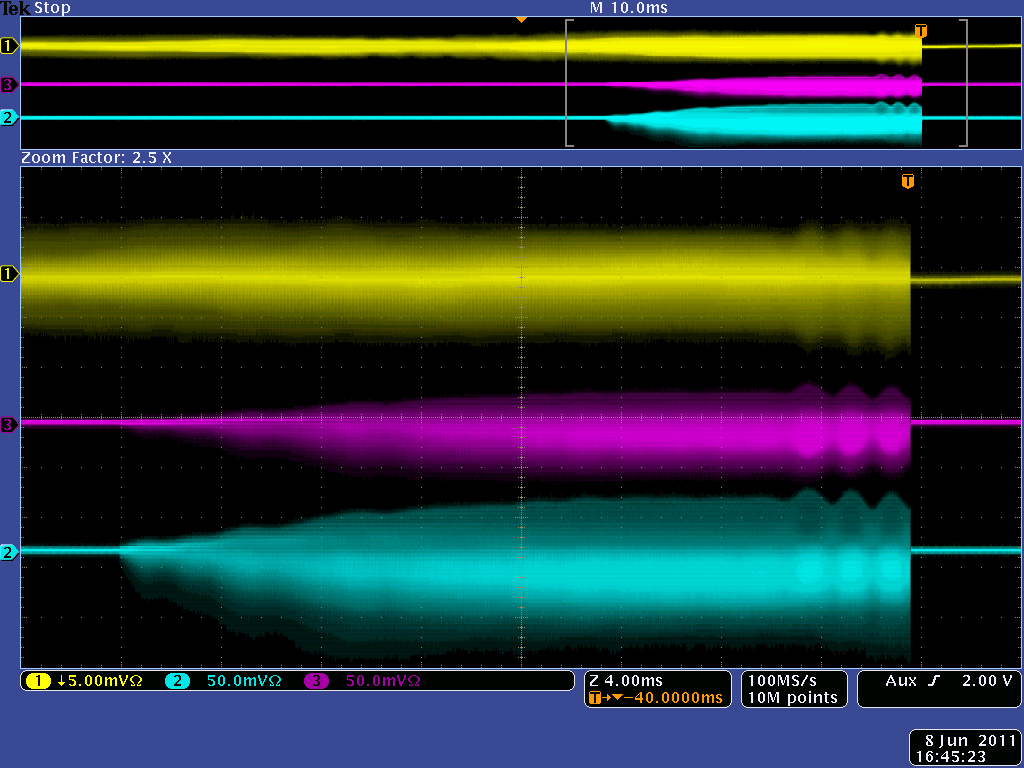 Tek Stop M 10.0ms
T
1
3
2
Zoom Factor: 2.5 X
T
1
3
2
1 ↓5.00mVΩ 2 50.0mVΩ 3 50.0mVΩ
Z 4.00ms
T→▼−40.0000ms
100MS/s
10M points
Aux ∫ 2.00 V
8 Jun 2011
16:45:23